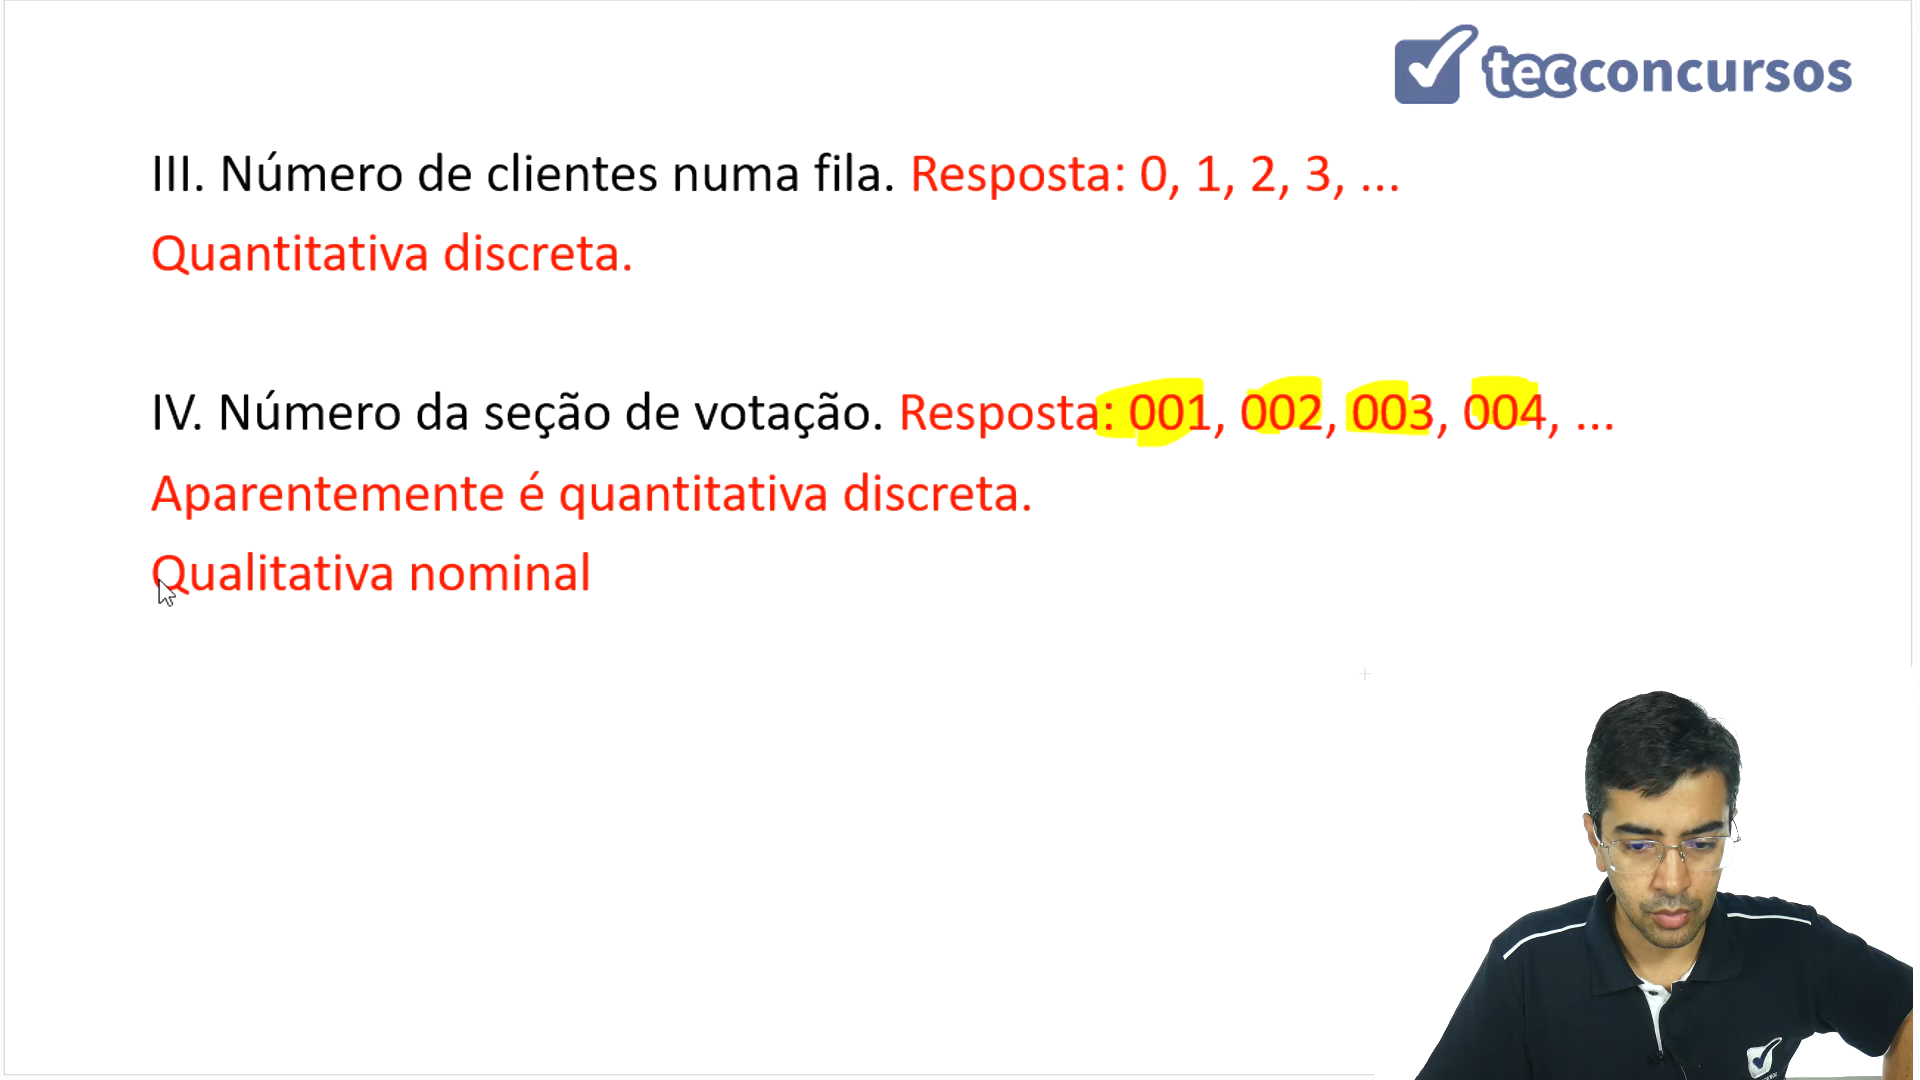 tecconcursos
III. Número de clientes numa fila. Resposta: 0, 1, 2, 3, ...
Quantitativa discreta.
IV. Número da seção de votação. Resposta: 001, 002, 003, 004, ...
Aparentemente é quantitativa discreta.
Qualitativa nominal